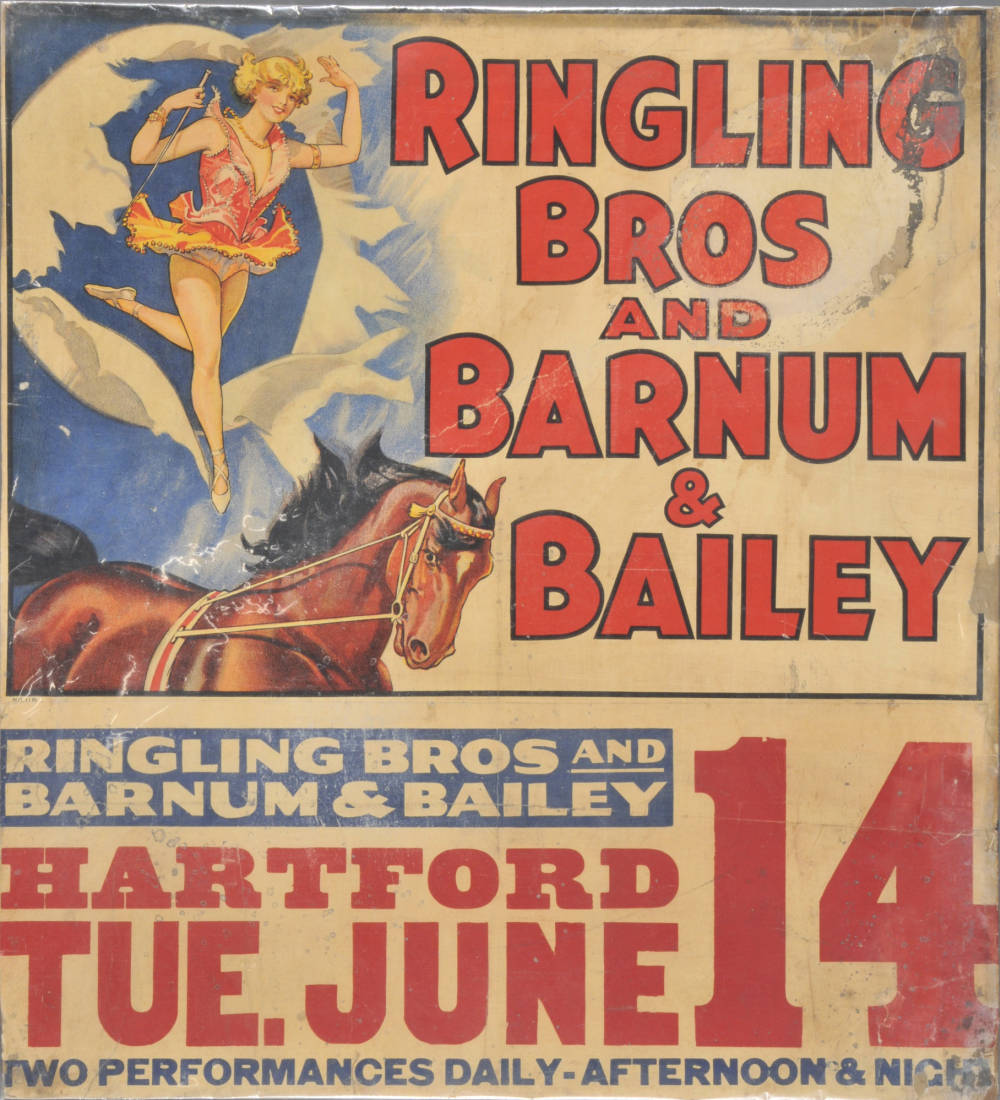 RINGLING
BROS
AND
BARNUM
&
BAILEY
RINGLING BROS AND
BARNUM & BAILEY
HARTFORD
TUE. JUNE 14
TWO PERFORMANCES DAILY-AFTERNOON & NIGHT